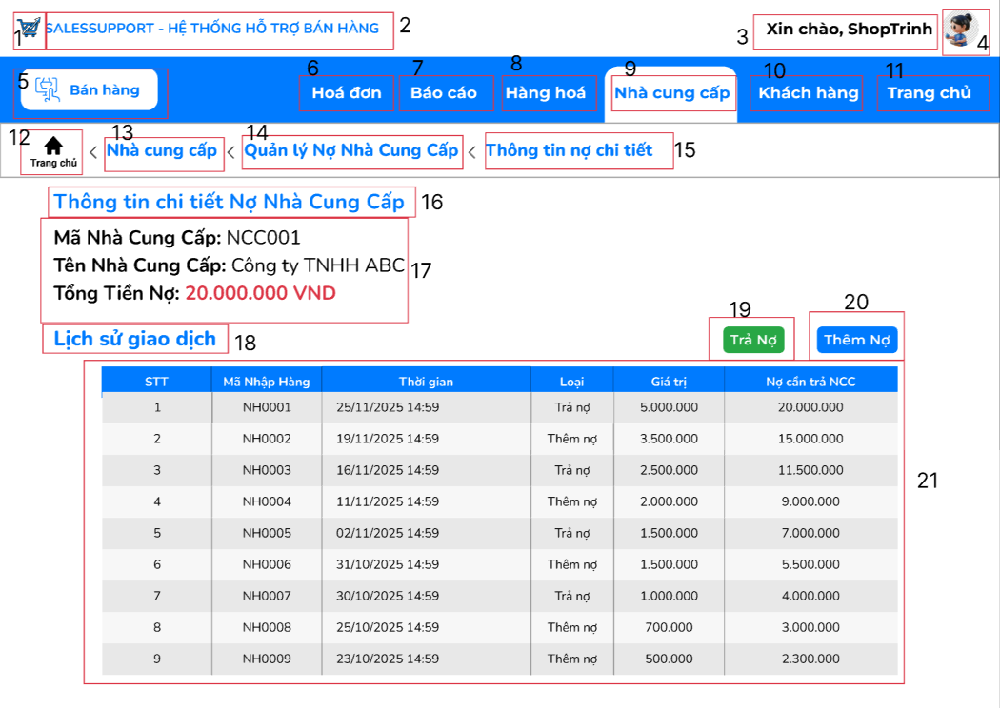 1
SALESSUPPORT - HỆ THỐNG HỖ TRỢ BÁN HÀNG 2
3 Xin chào, ShopTrinh 4
5 Bán hàng
6 Hoá đơn
7 Báo cáo
8 Hàng hoá
9 Nhà cung cấp
10 Khách hàng
11 Trang chủ
12 Trang chủ
13 Nhà cung cấp
14 Quản lý Nợ Nhà Cung Cấp
Thông tin nợ chi tiết 15
Thông tin chi tiết Nợ Nhà Cung Cấp 16
Mã Nhà Cung Cấp: NCC001
Tên Nhà Cung Cấp: Công ty TNHH ABC 17
Tổng Tiền Nợ: 20.000.000 VND
Lịch sử giao dịch 18
19 Trả Nợ
20 Thêm Nợ
STT Mã Nhập Hàng Thời gian Loại Giá trị Nợ cần trả NCC
1 NH0001 25/11/2025 14:59 Trả nợ 5.000.000 20.000.000
2 NH0002 19/11/2025 14:59 Thêm nợ 3.500.000 15.000.000
3 NH0003 16/11/2025 14:59 Trả nợ 2.500.000 11.500.000
4 NH0004 11/11/2025 14:59 Thêm nợ 2.000.000 9.000.000
5 NH0005 02/11/2025 14:59 Trả nợ 1.500.000 7.000.000
6 NH0006 31/10/2025 14:59 Thêm nợ 1.500.000 5.500.000
7 NH0007 30/10/2025 14:59 Trả nợ 1.000.000 4.000.000
8 NH0008 25/10/2025 14:59 Thêm nợ 700.000 3.000.000
9 NH0009 23/10/2025 14:59 Thêm nợ 500.000 2.300.000
21